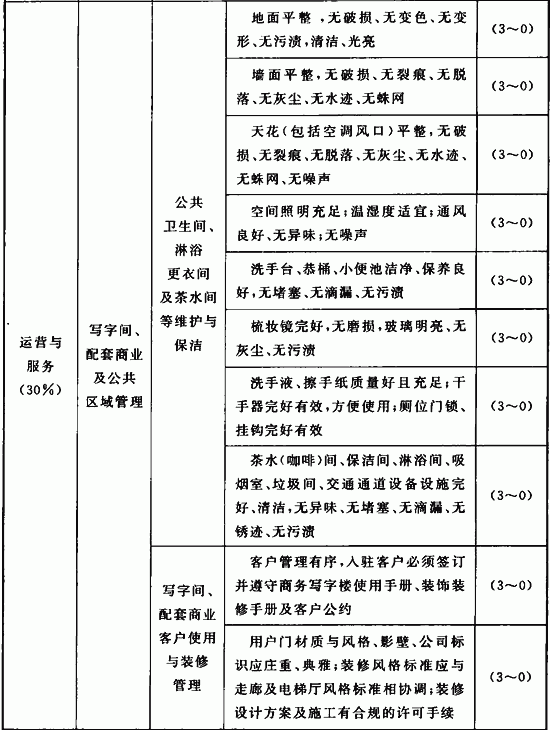 运营与
服务
(30%)
写字间、
配套商业
及公共
区域管理
公共
卫生间、
淋浴
更衣间
及茶水间
等维护与
保洁
地面平整,无破损、无变色、无变
形、无污渍,清洁、光亮
(3~0)
墙面平整,无破损、无裂痕、无脱
落、无灰尘、无水迹、无蛛网
(3~0)
天花(包括空调风口)平整,无破
损、无裂痕、无脱落、无灰尘、无水迹、
无蛛网、无噪声
(3~0)
空间照明充足;温湿度适宜;通风
良好、无异味;无噪声
(3~0)
洗手台、恭桶、小便池洁净、保养良
好,无堵塞、无滴漏、无污渍
(3~0)
梳妆镜完好,无磨损,玻璃明亮、无
灰尘、无污渍
(3~0)
洗手液、擦手纸质量好且充足;干
手器完好有效,方便使用;厕位门锁、
挂钩完好有效
(3~0)
茶水(咖啡)间、保洁间、淋浴间、吸
烟室、垃圾间、交通通道设备设施完
好、清洁,无异味、无堵塞、无滴漏、无
锈迹、无污渍
(3~0)
写字间、
配套商业
客户使用
与装修
管理
客户管理有序,入驻客户必须签订
并遵守商务写字楼使用手册、装饰装
修手册及客户公约
(3~0)
用户门材质与风格、影壁、公司标
识应庄重、典雅;装修风格标准应与
走廊及电梯厅风格标准相协调;装修
设计方案及施工有合规的许可手续
(3~0)